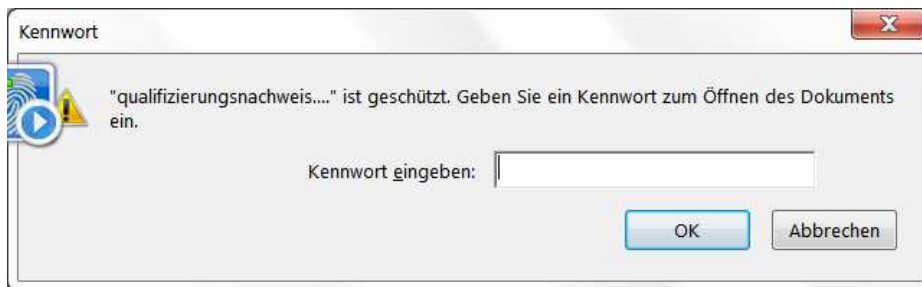 Kennwort
"qualifizierungsnachweis...." ist geschützt. Geben Sie ein Kennwort zum Öffnen des Dokuments
ein.
Kennwort eingeben:
OK
Abbrechen